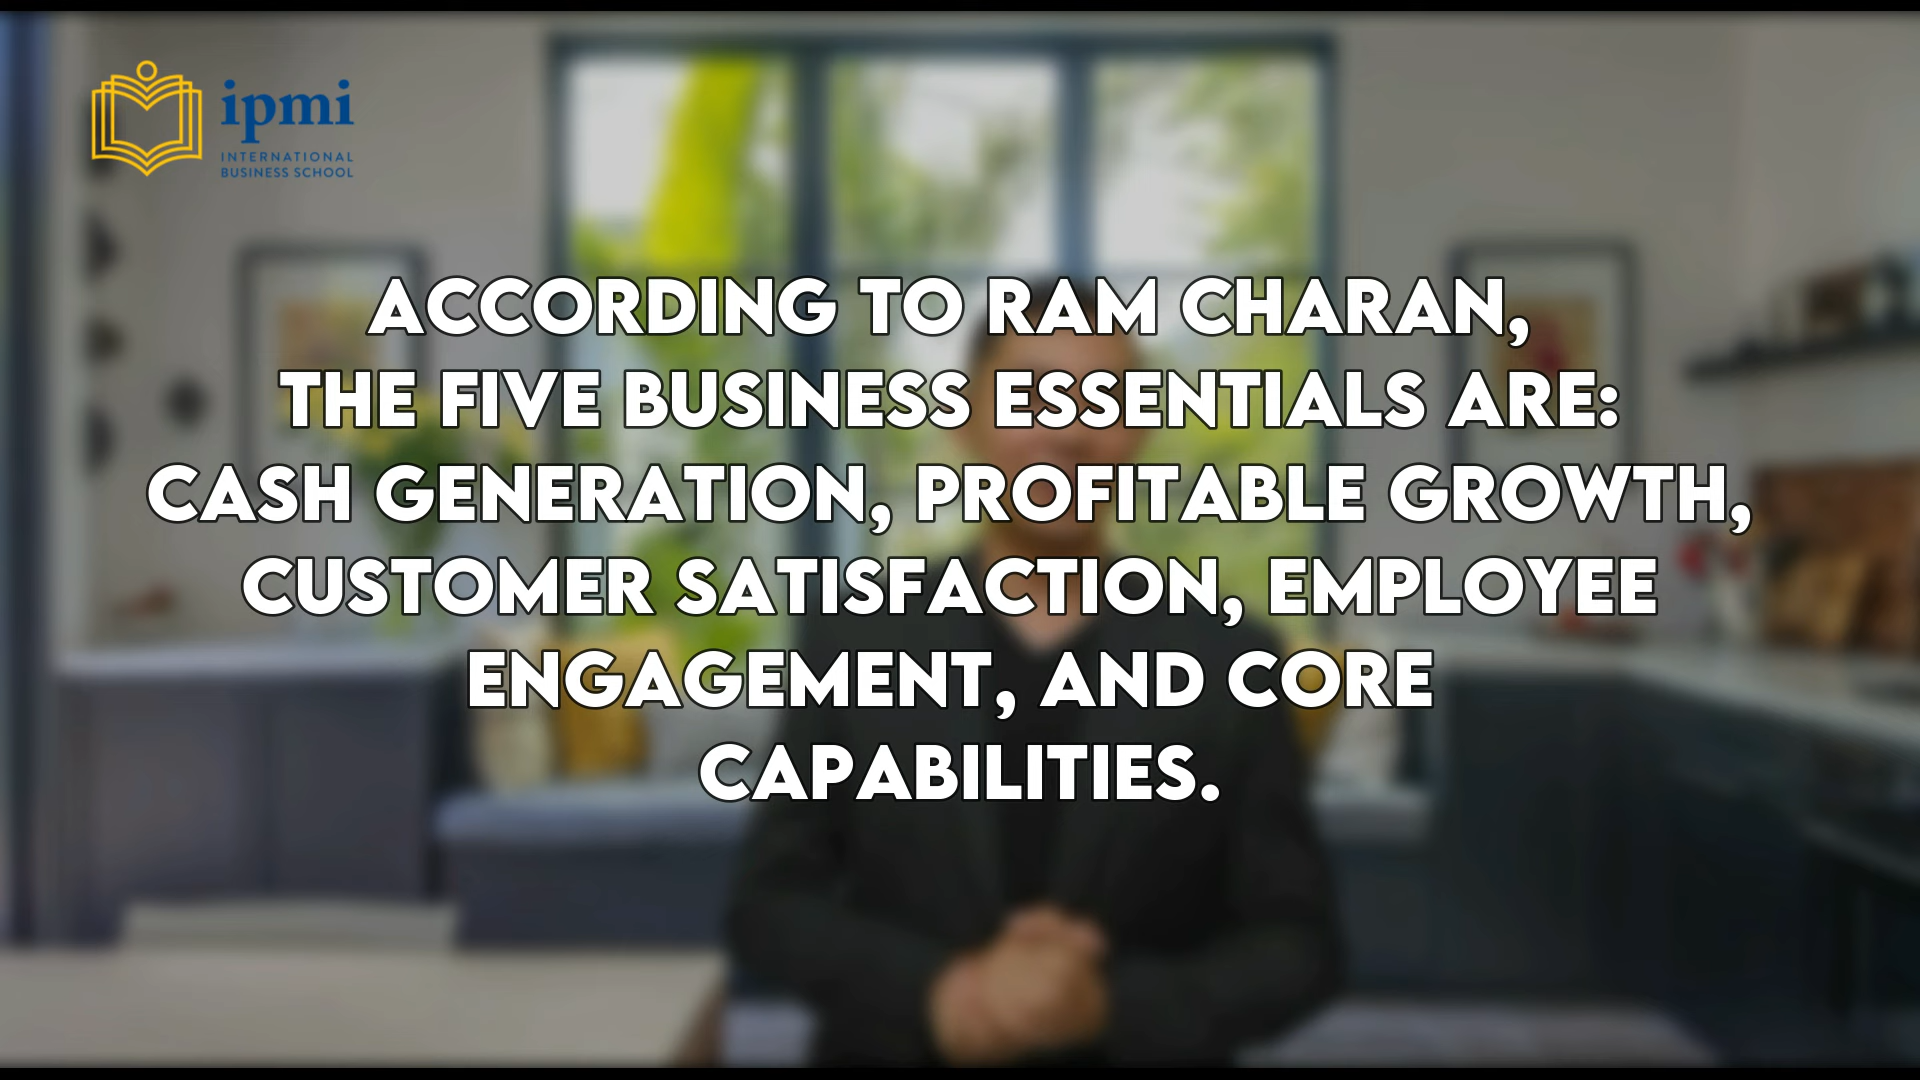 ipmi
INTERNATIONAL
BUSINESS SCHOOL
ACCORDING TO RAM CHARAN,
THE FIVE BUSINESS ESSENTIALS ARE:
CASH GENERATION, PROFITABLE GROWTH,
CUSTOMER SATISFACTION, EMPLOYEE
ENGAGEMENT, AND CORE
CAPABILITIES.